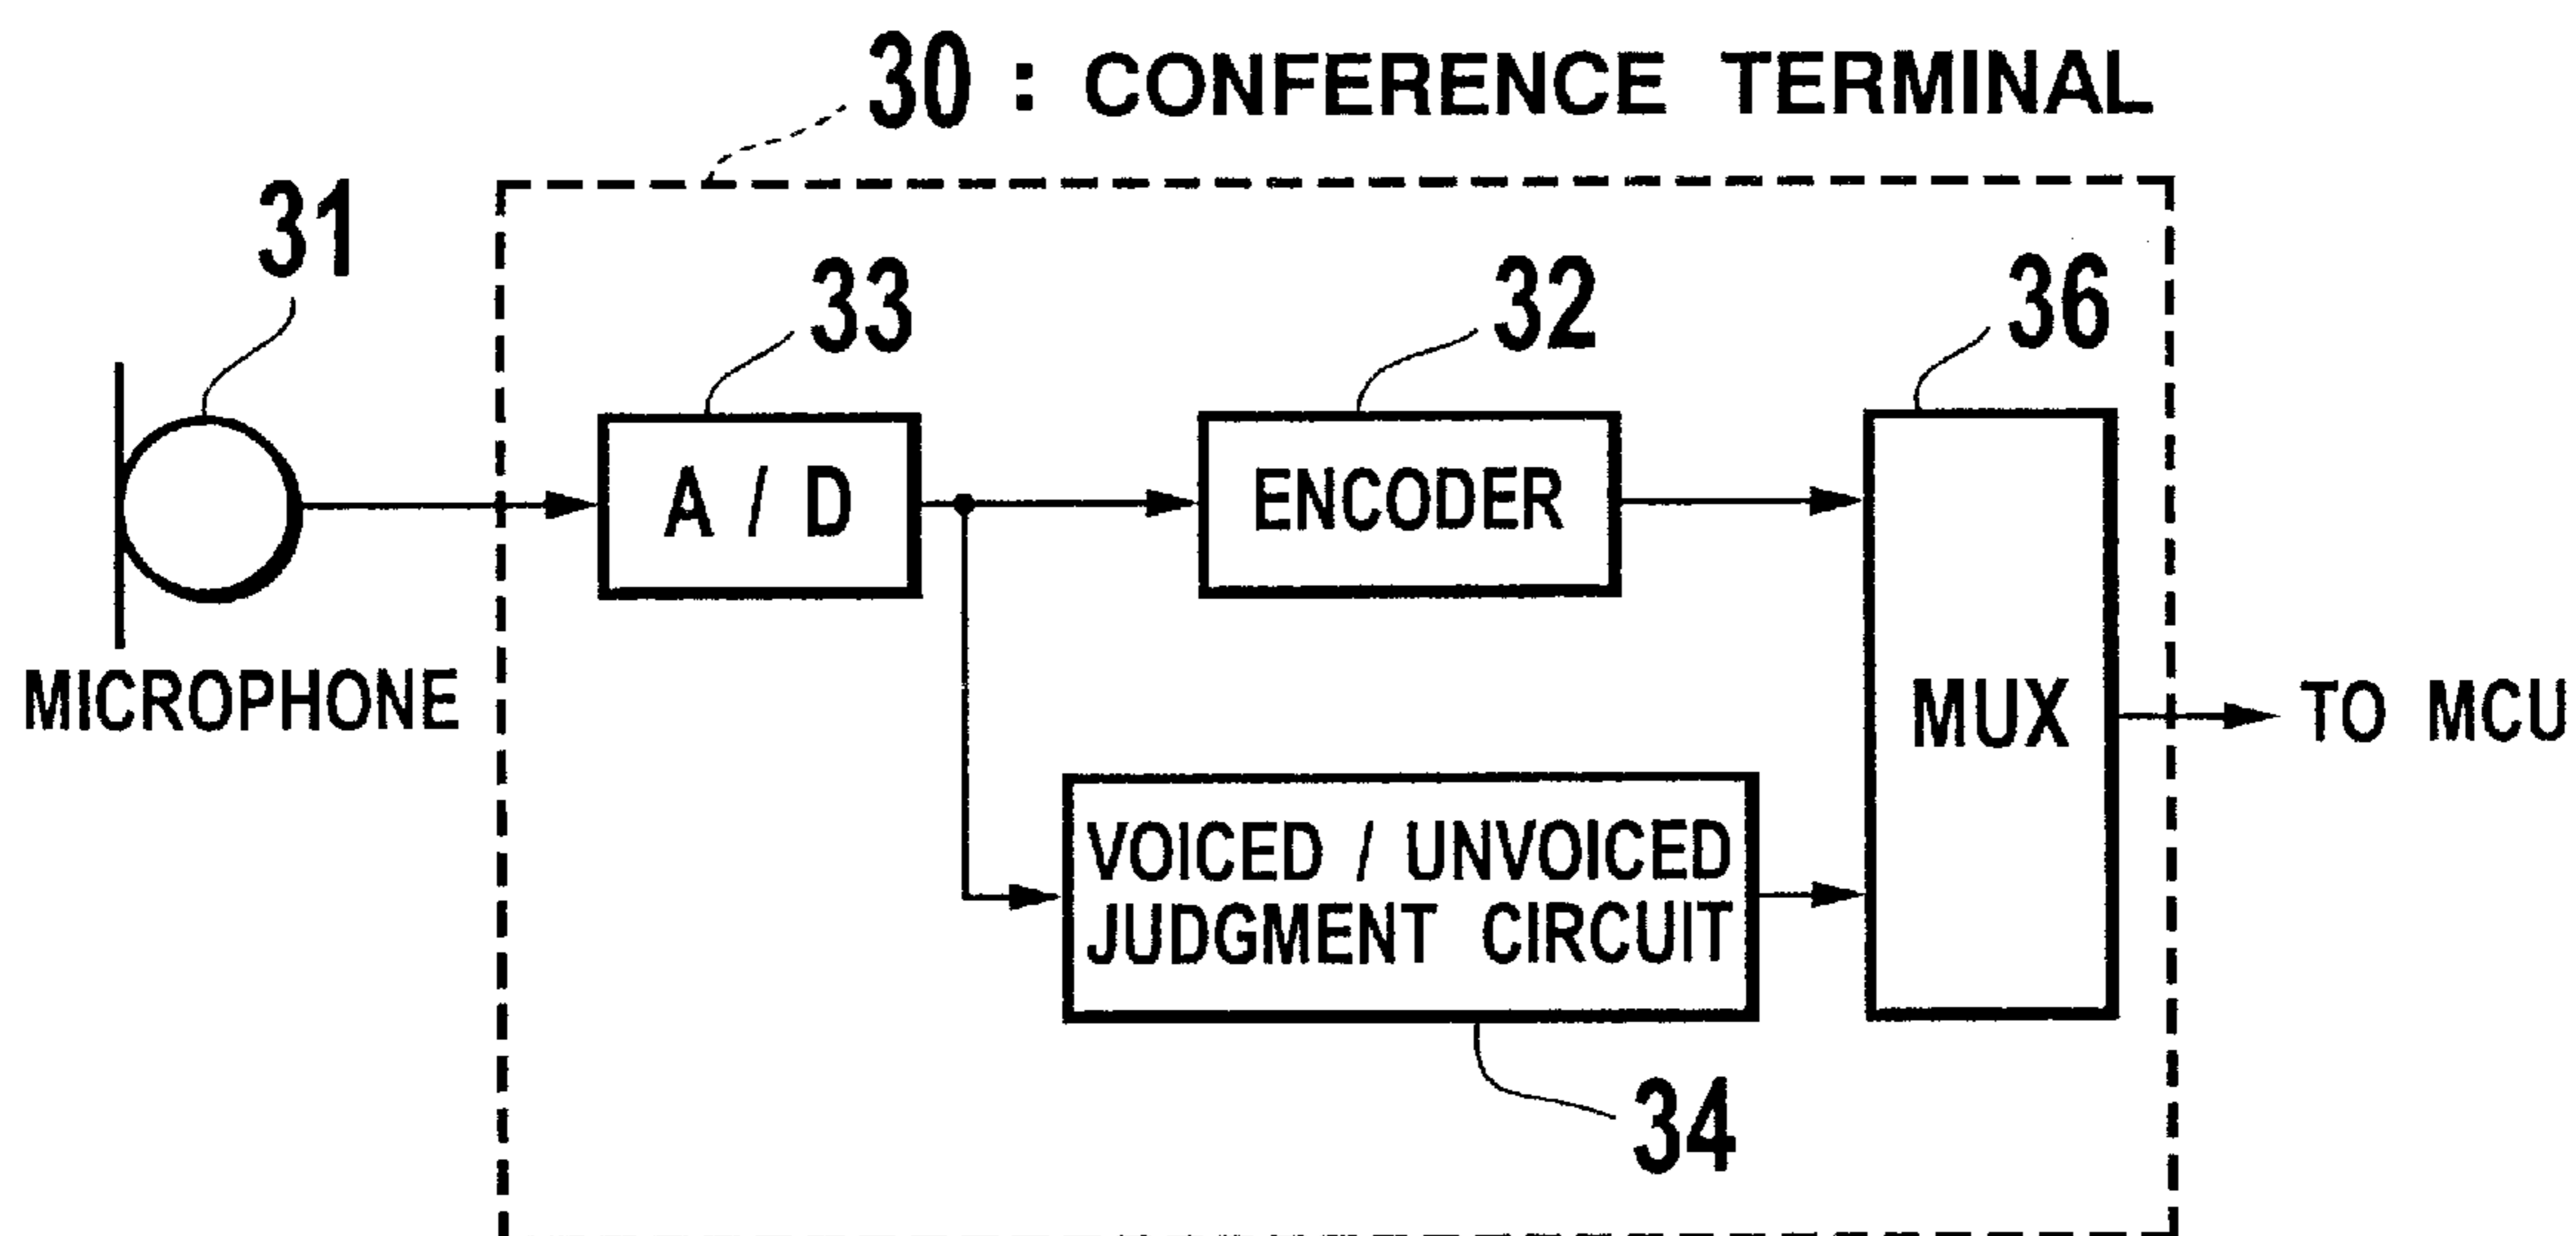 30 : CONFERENCE TERMINAL
31
33
32
36
A / D
ENCODER
MICROPHONE
MUX
TO MCU
VOICED / UNVOICED
JUDGMENT CIRCUIT
34